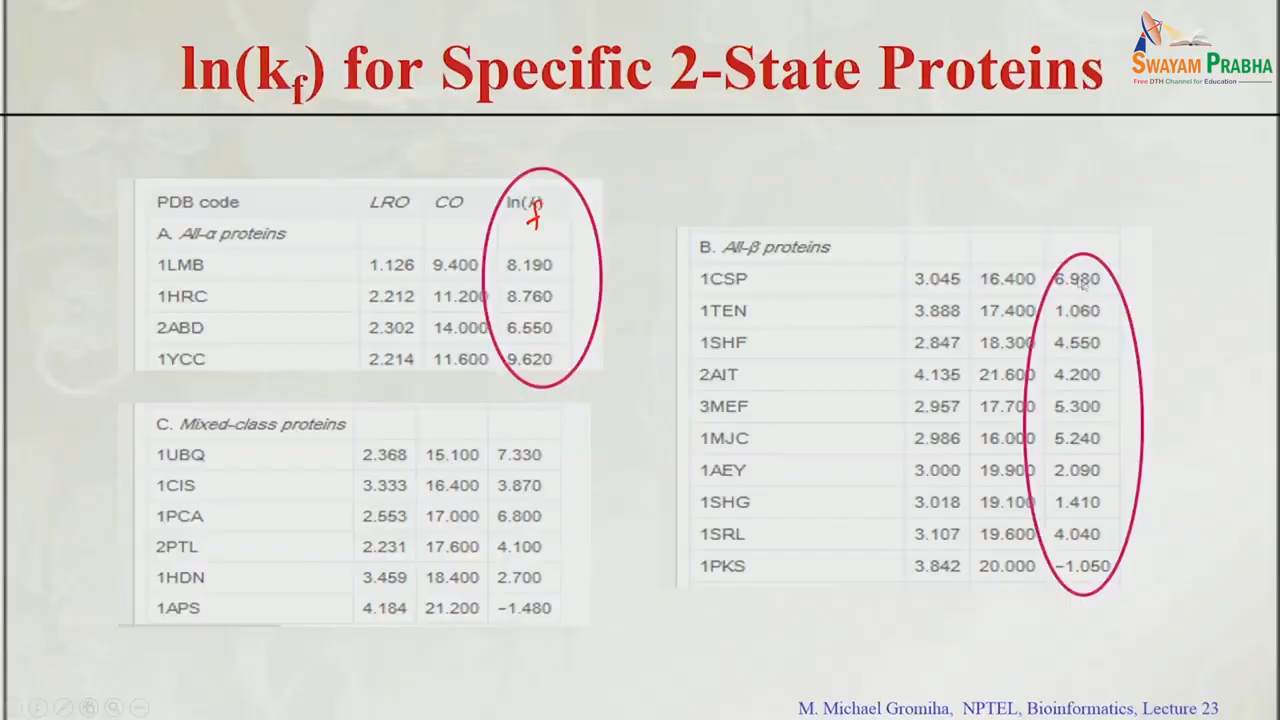 ln(kf) for Specific 2-State Proteins
SWAYAM PRABHA
Free DTH Channel for Education
PDB code LRO CO ln(f)
A. All-α proteins
1LMB 1.126 9.400 8.190
1HRC 2.212 11.200 8.760
2ABD 2.302 14.000 6.550
1YCC 2.214 11.600 9.620
C. Mixed-class proteins
1UBQ 2.368 15.100 7.330
1CIS 3.333 16.400 3.870
1PCA 2.553 17.000 6.800
2PTL 2.231 17.600 4.100
1HDN 3.459 18.400 2.700
1APS 4.184 21.200 −1.480
B. All-β proteins
1CSP 3.045 16.400 6.980
1TEN 3.888 17.400 1.060
1SHF 2.847 18.300 4.550
2AIT 4.135 21.600 4.200
3MEF 2.957 17.700 5.300
1MJC 2.986 16.000 5.240
1AEY 3.000 19.900 2.090
1SHG 3.018 19.100 1.410
1SRL 3.107 19.600 4.040
1PKS 3.842 20.000 −1.050
M. Michael Gromiha, NPTEL, Bioinformatics, Lecture 23